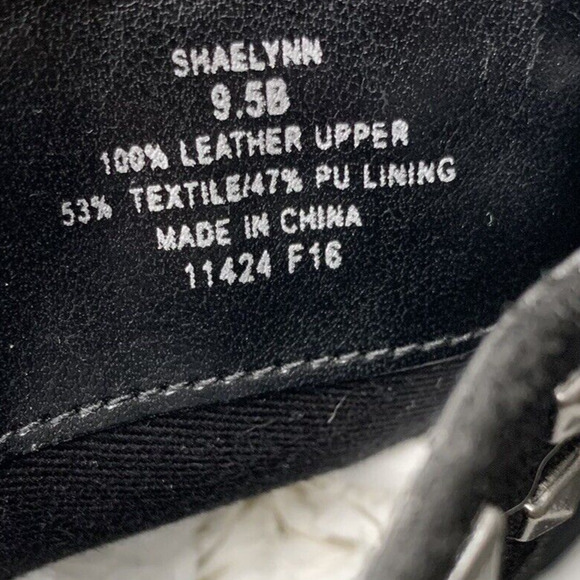 SHAELYNN
9.5B
100% LEATHER UPPER
53% TEXTILE/47% PU LINING
MADE IN CHINA
11424 F16